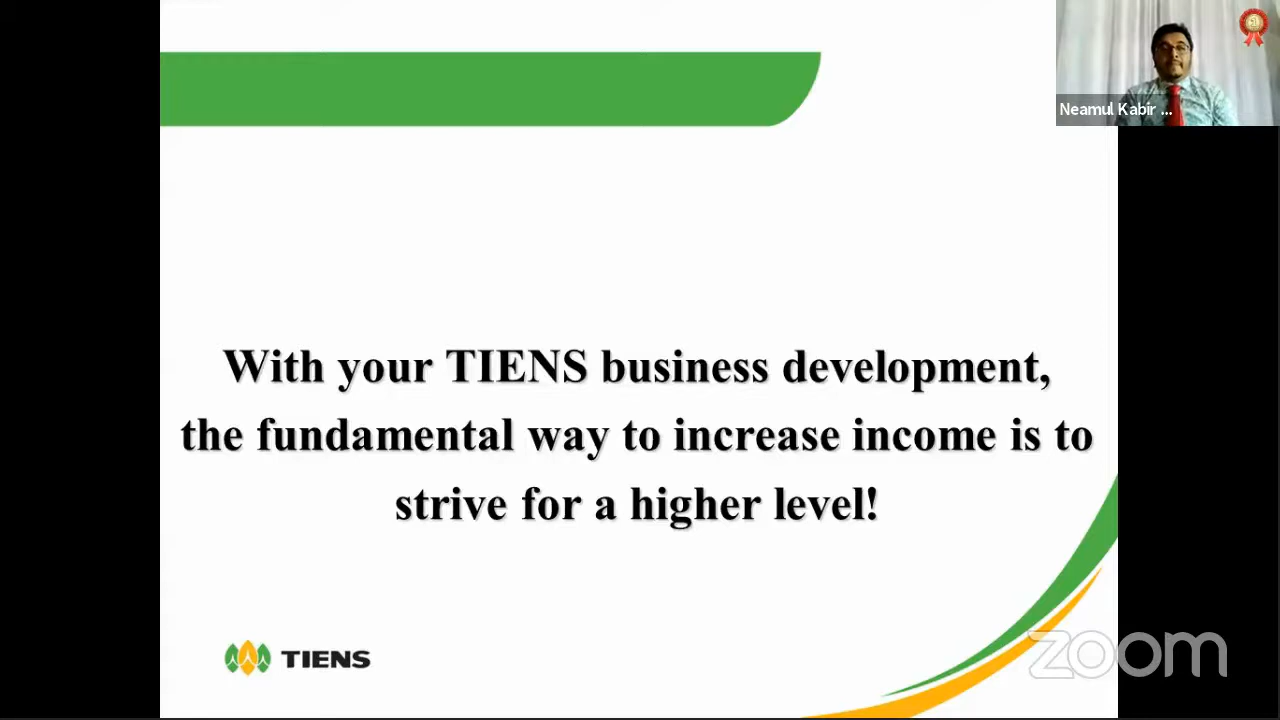 Neamul Kabir ...
With your TIENS business development,
the fundamental way to increase income is to
strive for a higher level!
TIENS
zoom